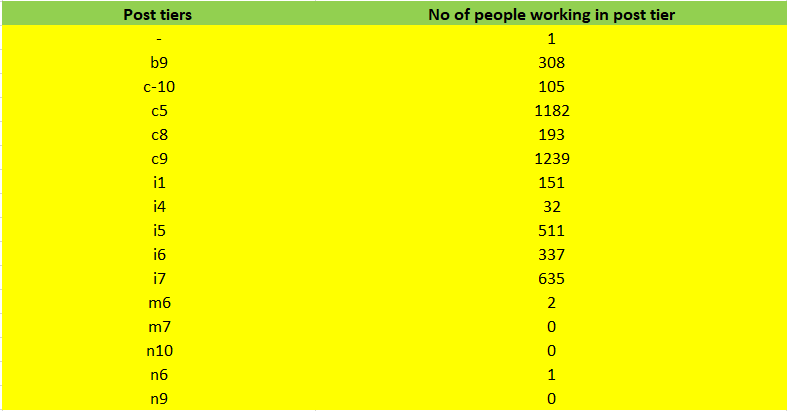 Post tiers No of people working in post tier
- 1
b9 308
c-10 105
c5 1182
c8 193
c9 1239
i1 151
i4 32
i5 511
i6 337
i7 635
m6 2
m7 0
n10 0
n6 1
n9 0